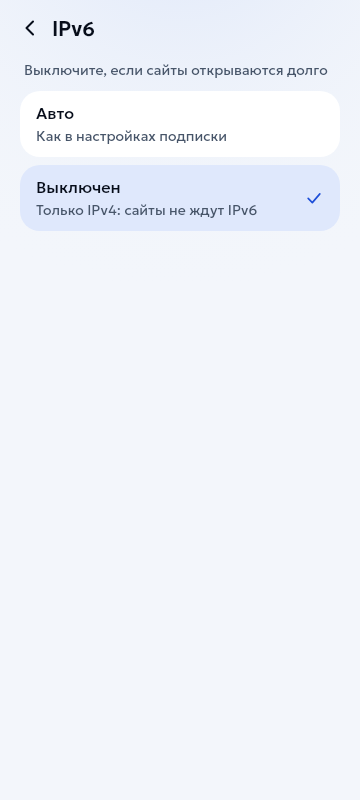 IPv6
Выключите, если сайты открываются долго
Авто
Как в настройках подписки
Выключен
Только IPv4: сайты не ждут IPv6